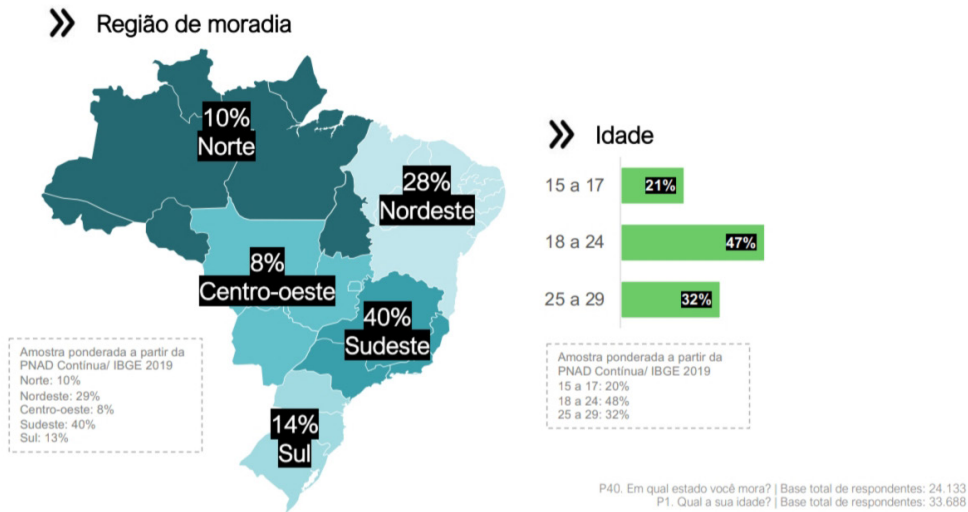 Região de moradia
10%
Norte
28%
Nordeste
8%
Centro-oeste
40%
Sudeste
14%
Sul
Amostra ponderada a partir da
PNAD Contínua/ IBGE 2019
Norte: 10%
Nordeste: 29%
Centro-oeste: 8%
Sudeste: 40%
Sul: 13%
Idade
15 a 17 21%
18 a 24 47%
25 a 29 32%
Amostra ponderada a partir da
PNAD Contínua/ IBGE 2019
15 a 17: 20%
18 a 24: 48%
25 a 29: 32%
P40. Em qual estado você mora? | Base total de respondentes: 24.133
P1. Qual a sua idade? | Base total de respondentes: 33.688